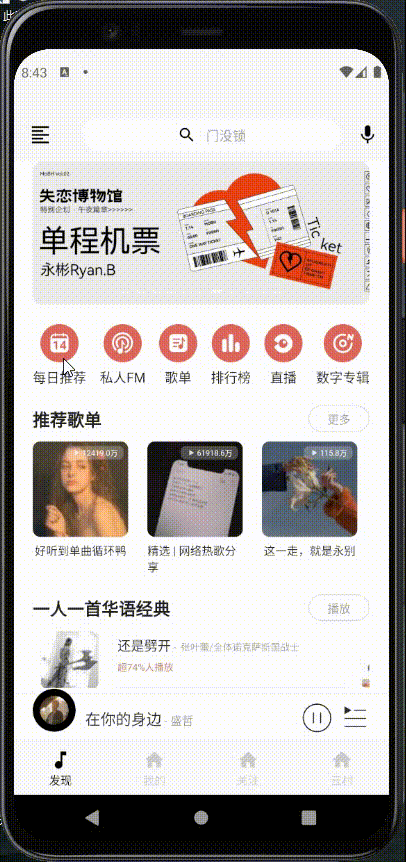 8:43
门没锁
失恋博物馆
单程机票
永彬Ryan.B
Tic
ket
14
每日推荐
私人FM
歌单
排行榜
直播
数字专辑
推荐歌单
更多
12419.0万
61918.6万
115.8万
好听到单曲循环鸭
精选 | 网络热歌分
享
这一走，就是永别
一人一首华语经典
播放
还是劈开 - 张叶蕾/全体诺克萨斯帝国战士
超74%人播放
在你的身边 - 盛哲
发现
我的
关注
云村